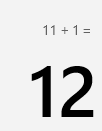 11 + 1 =
12